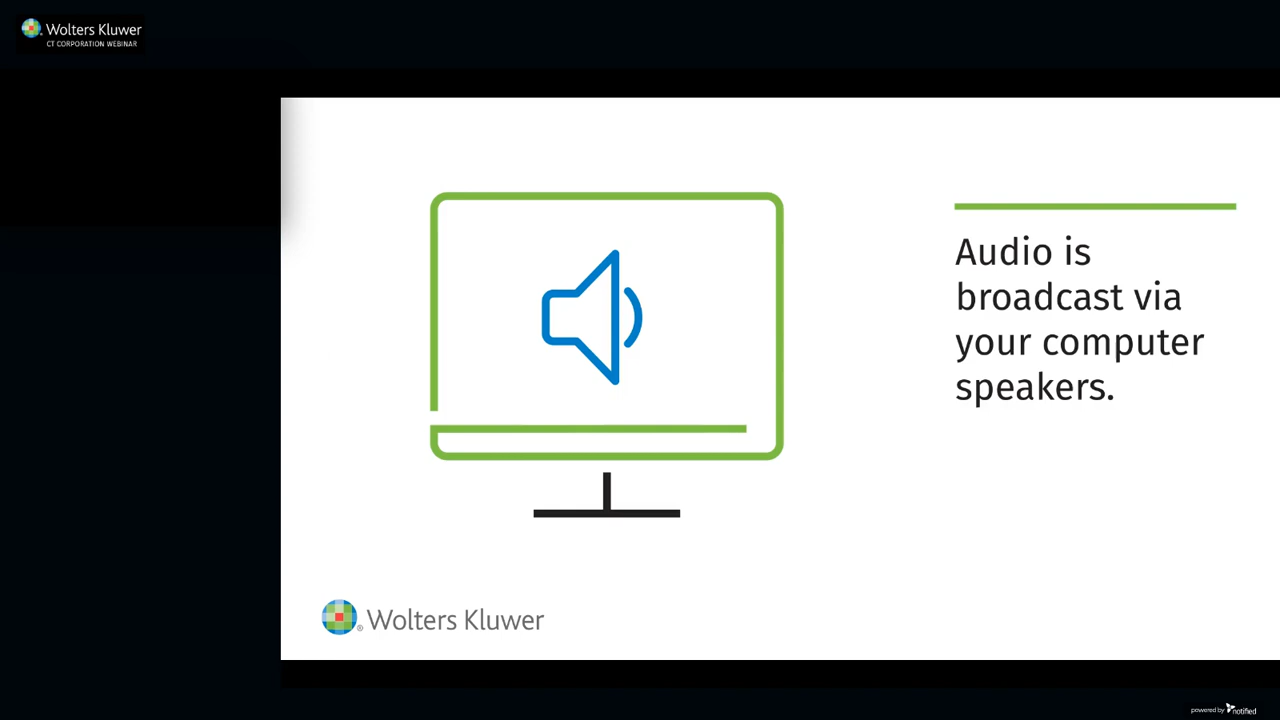 Wolters Kluwer
CT CORPORATION WEBINAR
Audio is
broadcast via
your computer
speakers.
® Wolters Kluwer
powered by notified